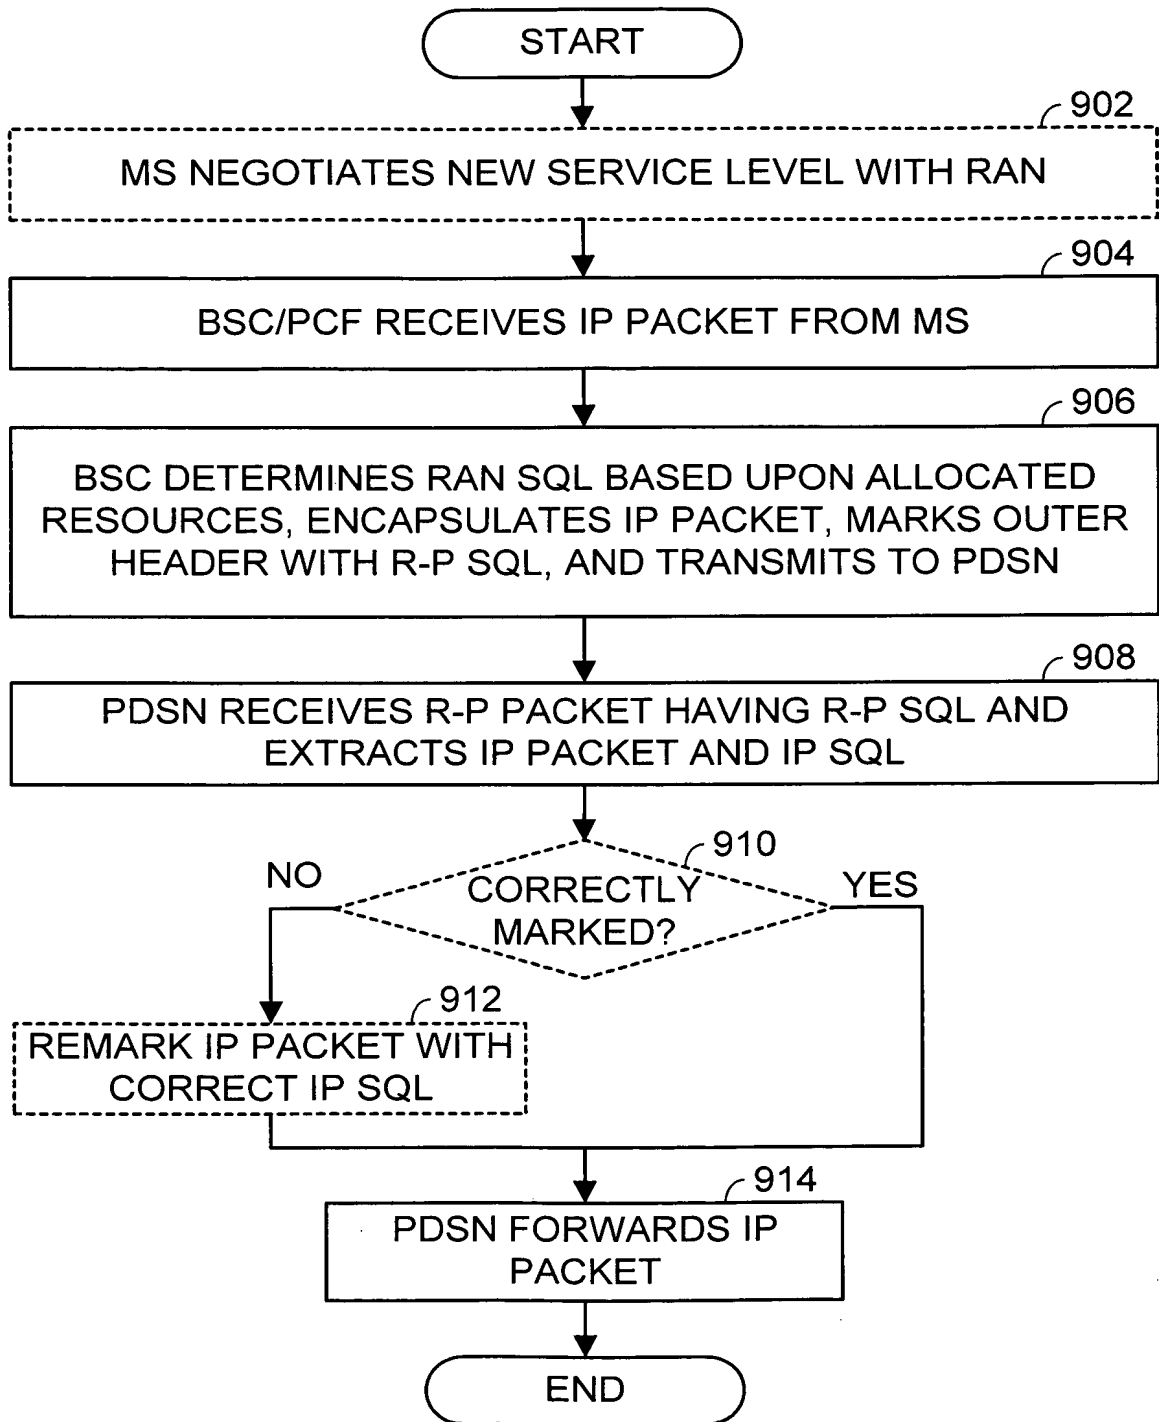 START
902
MS NEGOTIATES NEW SERVICE LEVEL WITH RAN
904
BSC/PCF RECEIVES IP PACKET FROM MS
906
BSC DETERMINES RAN SQL BASED UPON ALLOCATED
RESOURCES, ENCAPSULATES IP PACKET, MARKS OUTER
HEADER WITH R-P SQL, AND TRANSMITS TO PDSN
908
PDSN RECEIVES R-P PACKET HAVING R-P SQL AND
EXTRACTS IP PACKET AND IP SQL
910
NO
YES
CORRECTLY
MARKED?
912
REMARK IP PACKET WITH
CORRECT IP SQL
914
PDSN FORWARDS IP
PACKET
END